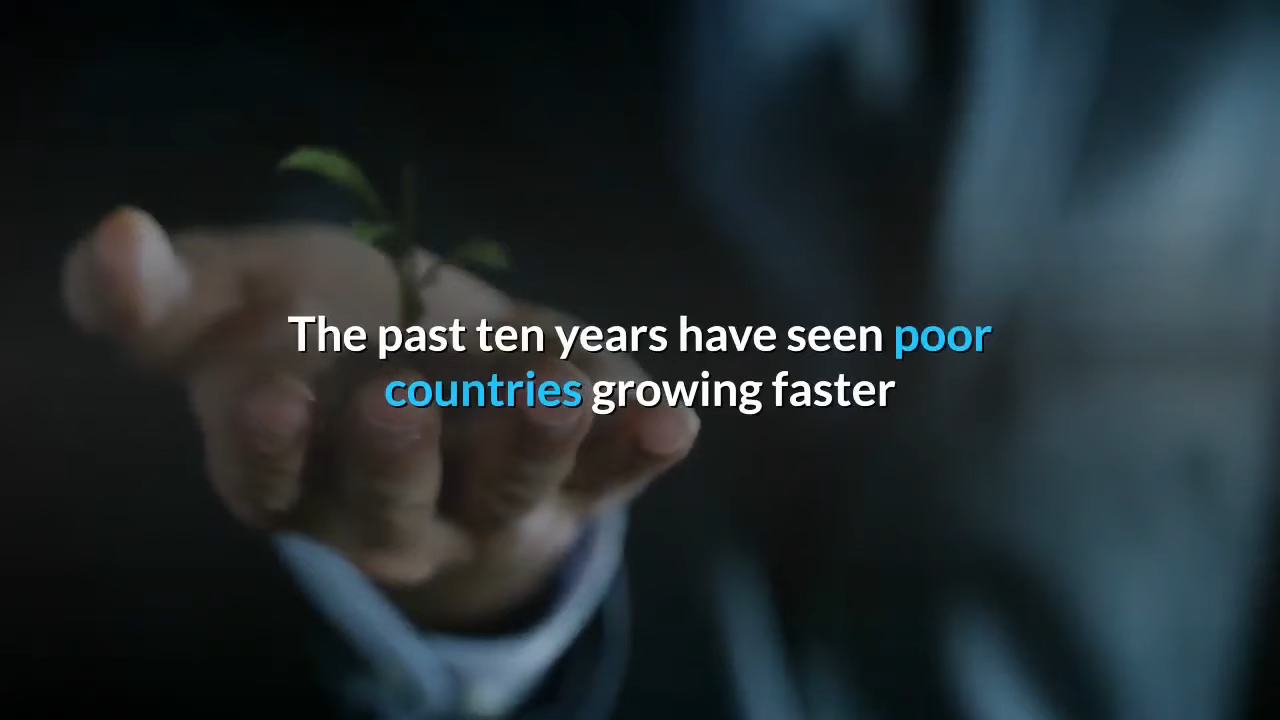 The past ten years have seen poor
countries growing faster